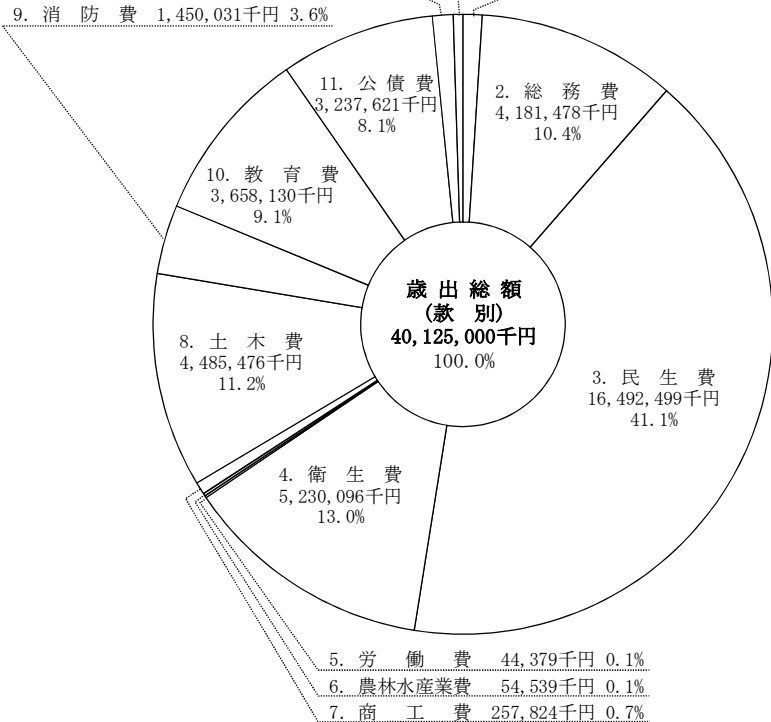 9. 消 防 費 1,450,031千円 3.6%
11. 公 債 費
3,237,621千円
8.1%
2. 総 務 費
4,181,478千円
10.4%
10. 教 育 費
3,658,130千円
9.1%
歳 出 総 額
(款 別)
40,125,000千円
100.0%
8. 土 木 費
4,485,476千円
11.2%
3. 民 生 費
16,492,499千円
41.1%
4. 衛 生 費
5,230,096千円
13.0%
5. 労 働 費 44,379千円 0.1%
6. 農林水産業費 54,539千円 0.1%
7. 商 工 費 257,824千円 0.7%